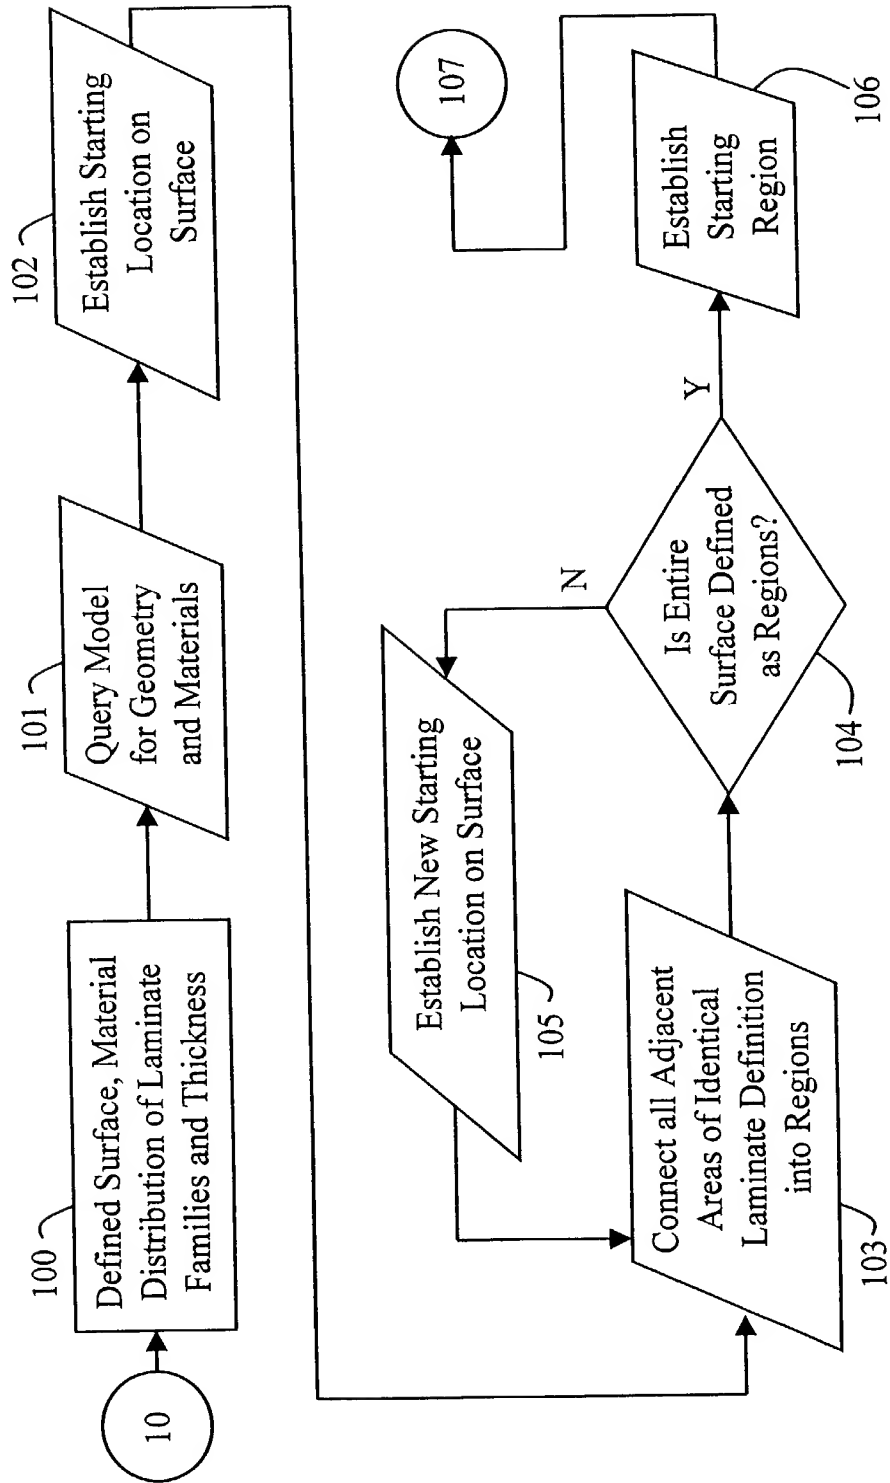 10
100
Defined Surface, Material
Distribution of Laminate
Families and Thickness
101
Query Model
for Geometry
and Materials
102
Establish Starting
Location on
Surface
103
Connect all Adjacent
Areas of Identical
Laminate Definition
into Regions
104
Is Entire
Surface Defined
as Regions?
N
Y
105
Establish New Starting
Location on Surface
106
Establish
Starting
Region
107